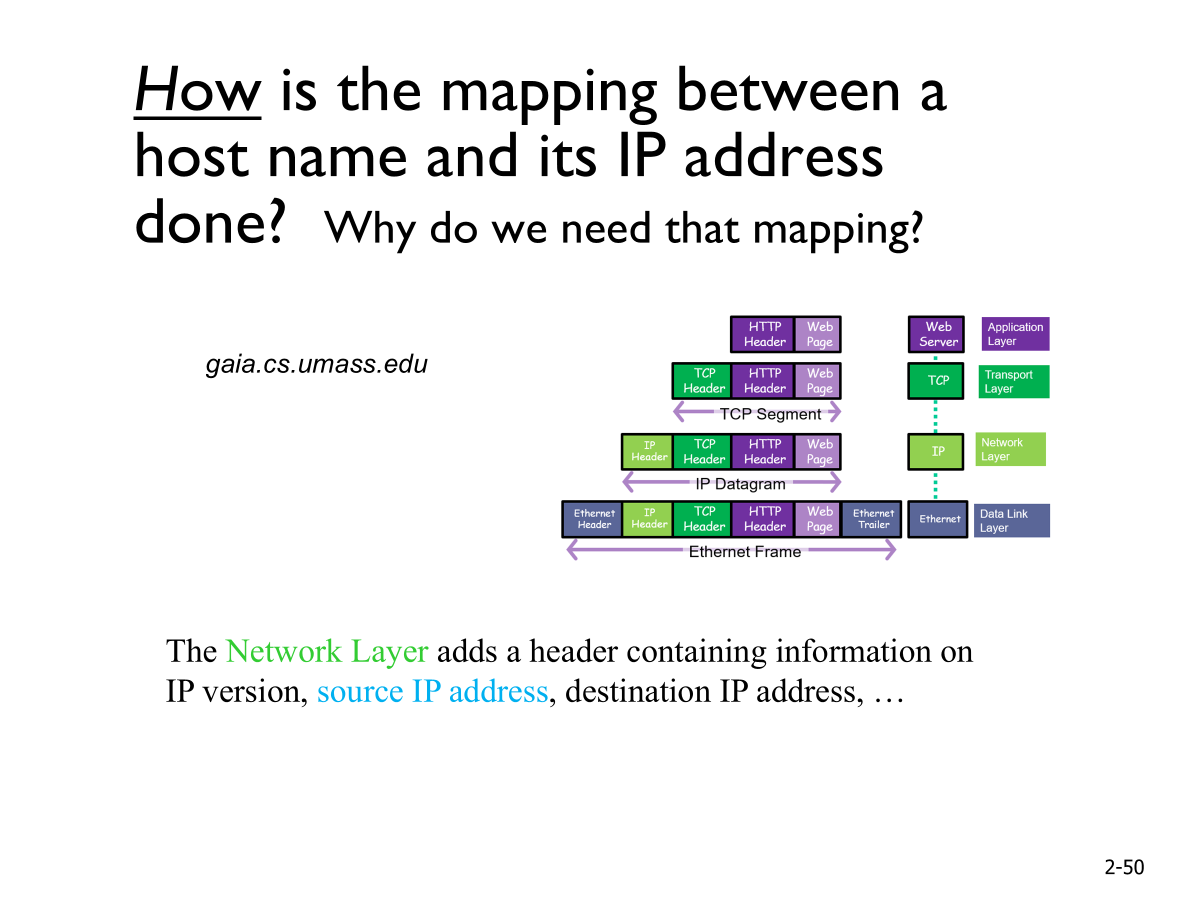 How is the mapping between a
host name and its IP address
done? Why do we need that mapping?
gaia.cs.umass.edu
HTTP Header Web Page Web Server Application Layer
TCP Header HTTP Header Web Page TCP Transport Layer
TCP Segment
IP Header TCP Header HTTP Header Web Page IP Network Layer
IP Datagram
Ethernet Header IP Header TCP Header HTTP Header Web Page Ethernet Trailer Ethernet Data Link Layer
Ethernet Frame
The Network Layer adds a header containing information on
IP version, source IP address, destination IP address, …
2-50